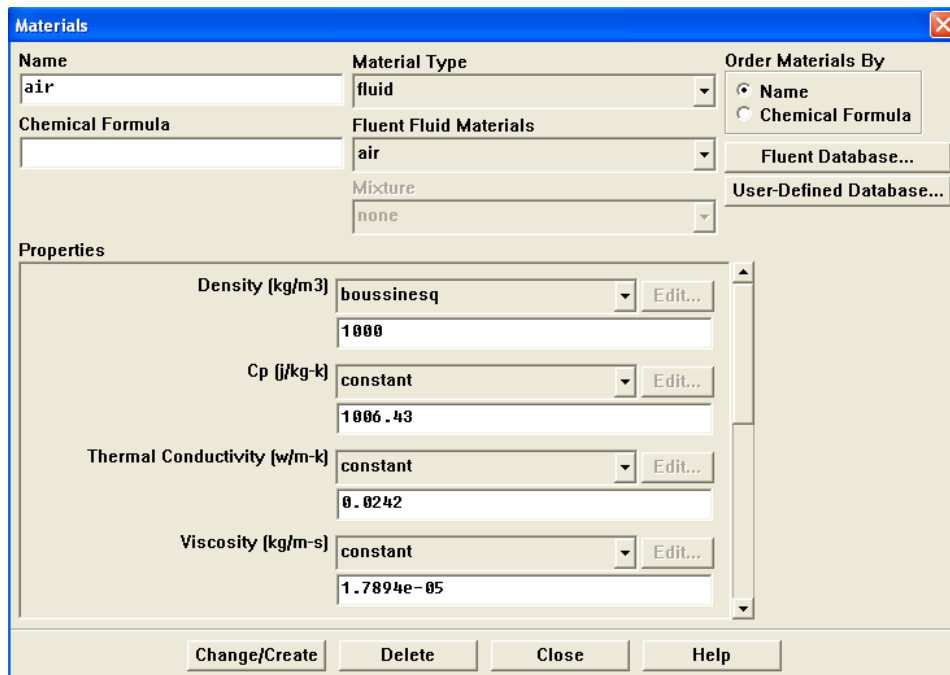 Materials
Name
air
Chemical Formula
Material Type
fluid
Fluent Fluid Materials
air
Mixture
none
Order Materials By
Name
Chemical Formula
Fluent Database...
User-Defined Database...
Properties
Density (kg/m3)
boussinesq
Edit...
1000
Cp (j/kg-k)
constant
Edit...
1006.43
Thermal Conductivity (w/m-k)
constant
Edit...
0.0242
Viscosity (kg/m-s)
constant
Edit...
1.7894e-05
Change/Create
Delete
Close
Help